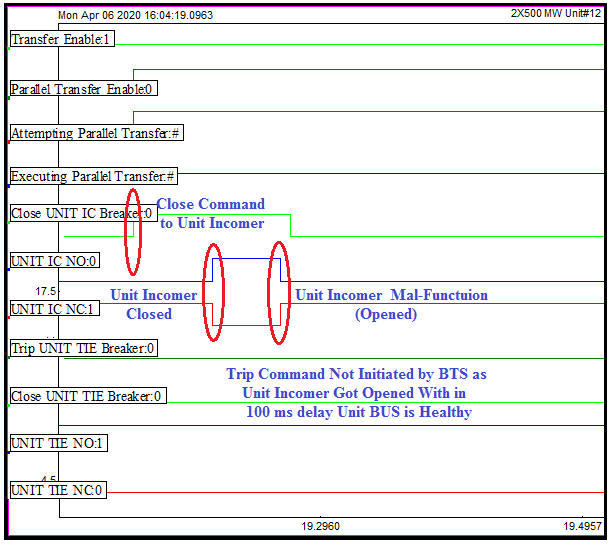 Mon Apr 06 2020 16:04:19.0963
2X500 MW Unit#12
Transfer Enable:1
Parallel Transfer Enable:0
Attempting Parallel Transfer:#
Executing Parallel Transfer:#
Close UNIT IC Breaker:0
Close Command
to Unit Incomer
UNIT IC NO:0
17.5
Unit Incomer
Closed
Unit Incomer Mal-Functuion
(Opened)
UNIT IC NC:1
Trip UNIT TIE Breaker:0
Trip Command Not Initiated by BTS as
Unit Incomer Got Opened With in
100 ms delay Unit BUS is Healthy
Close UNIT TIE Breaker:0
UNIT TIE NO:1
4.5
UNIT TIE NC:0
19.2960
19.4957